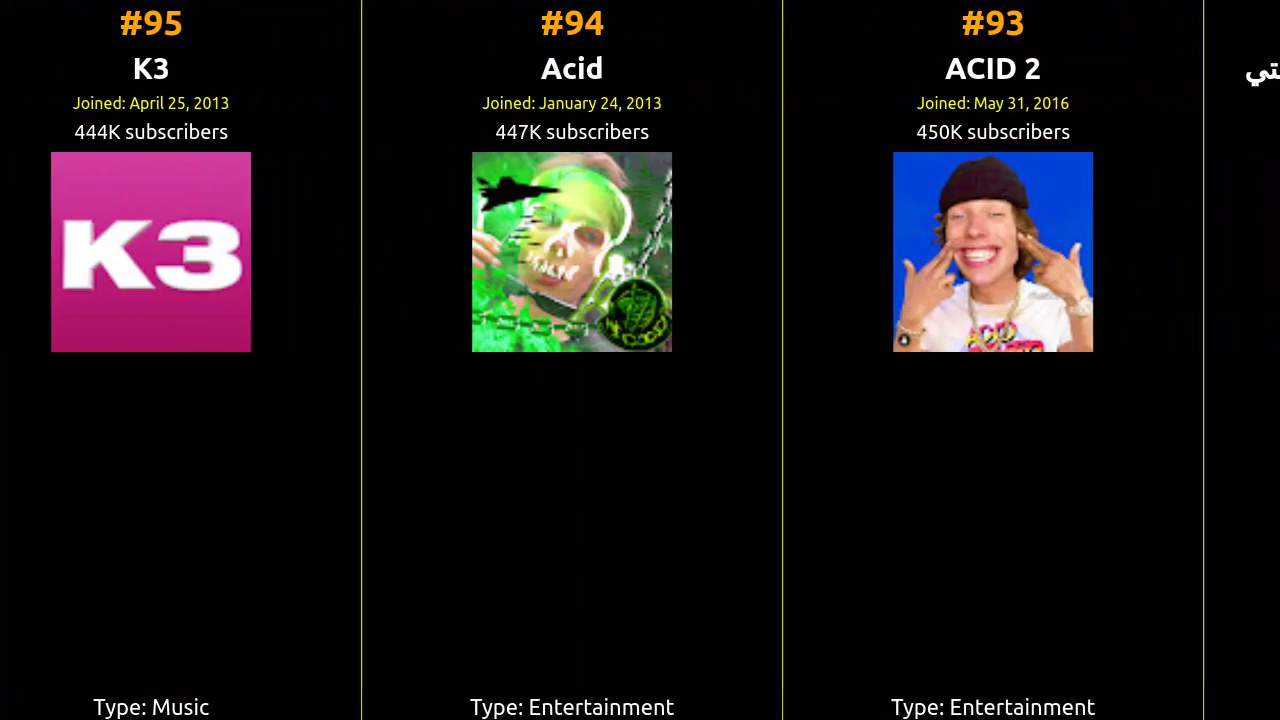 #95
K3
Joined: April 25, 2013
444K subscribers
K3
Type: Music
#94
Acid
Joined: January 24, 2013
447K subscribers
Type: Entertainment
#93
ACID 2
Joined: May 31, 2016
450K subscribers
ACID
Type: Entertainment